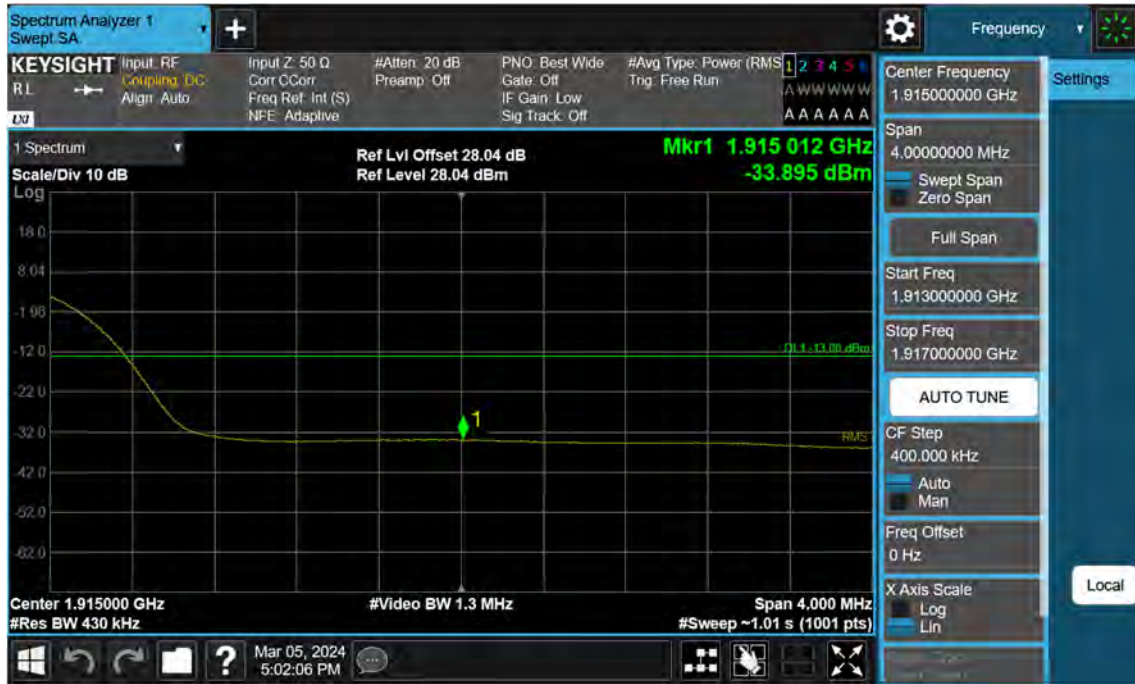 Spectrum Analyzer 1
Swept SA
Frequency
KEYSIGHT
RL
LXI
Input: RF
Coupling: DC
Align: Auto
Input Z: 50 Ω
Corr CCorr
Freq Ref: Int (S)
NFE: Adaptive
#Atten: 20 dB
Preamp: Off
PNO: Best Wide
Gate: Off
IF Gain: Low
Sig Track: Off
#Avg Type: Power (RMS
Trig: Free Run
1 2 3 4 5 6
A W W W W W
A A A A A A
1 Spectrum
Scale/Div 10 dB
Ref Lvl Offset 28.04 dB
Ref Level 28.04 dBm
Mkr1 1.915 012 GHz
-33.895 dBm
Log
18.0
8.04
-1.96
-12.0
-22.0
-32.0
-42.0
-52.0
-62.0
DL1 -13.00 dBm
1
RMS
Center 1.915000 GHz
#Res BW 430 kHz
#Video BW 1.3 MHz
Span 4.000 MHz
#Sweep ~1.01 s (1001 pts)
Center Frequency
1.915000000 GHz
Span
4.00000000 MHz
Swept Span
Zero Span
Full Span
Start Freq
1.913000000 GHz
Stop Freq
1.917000000 GHz
AUTO TUNE
CF Step
400.000 kHz
Auto
Man
Freq Offset
0 Hz
X Axis Scale
Log
Lin
Settings
Local
?
Mar 05, 2024
5:02:06 PM